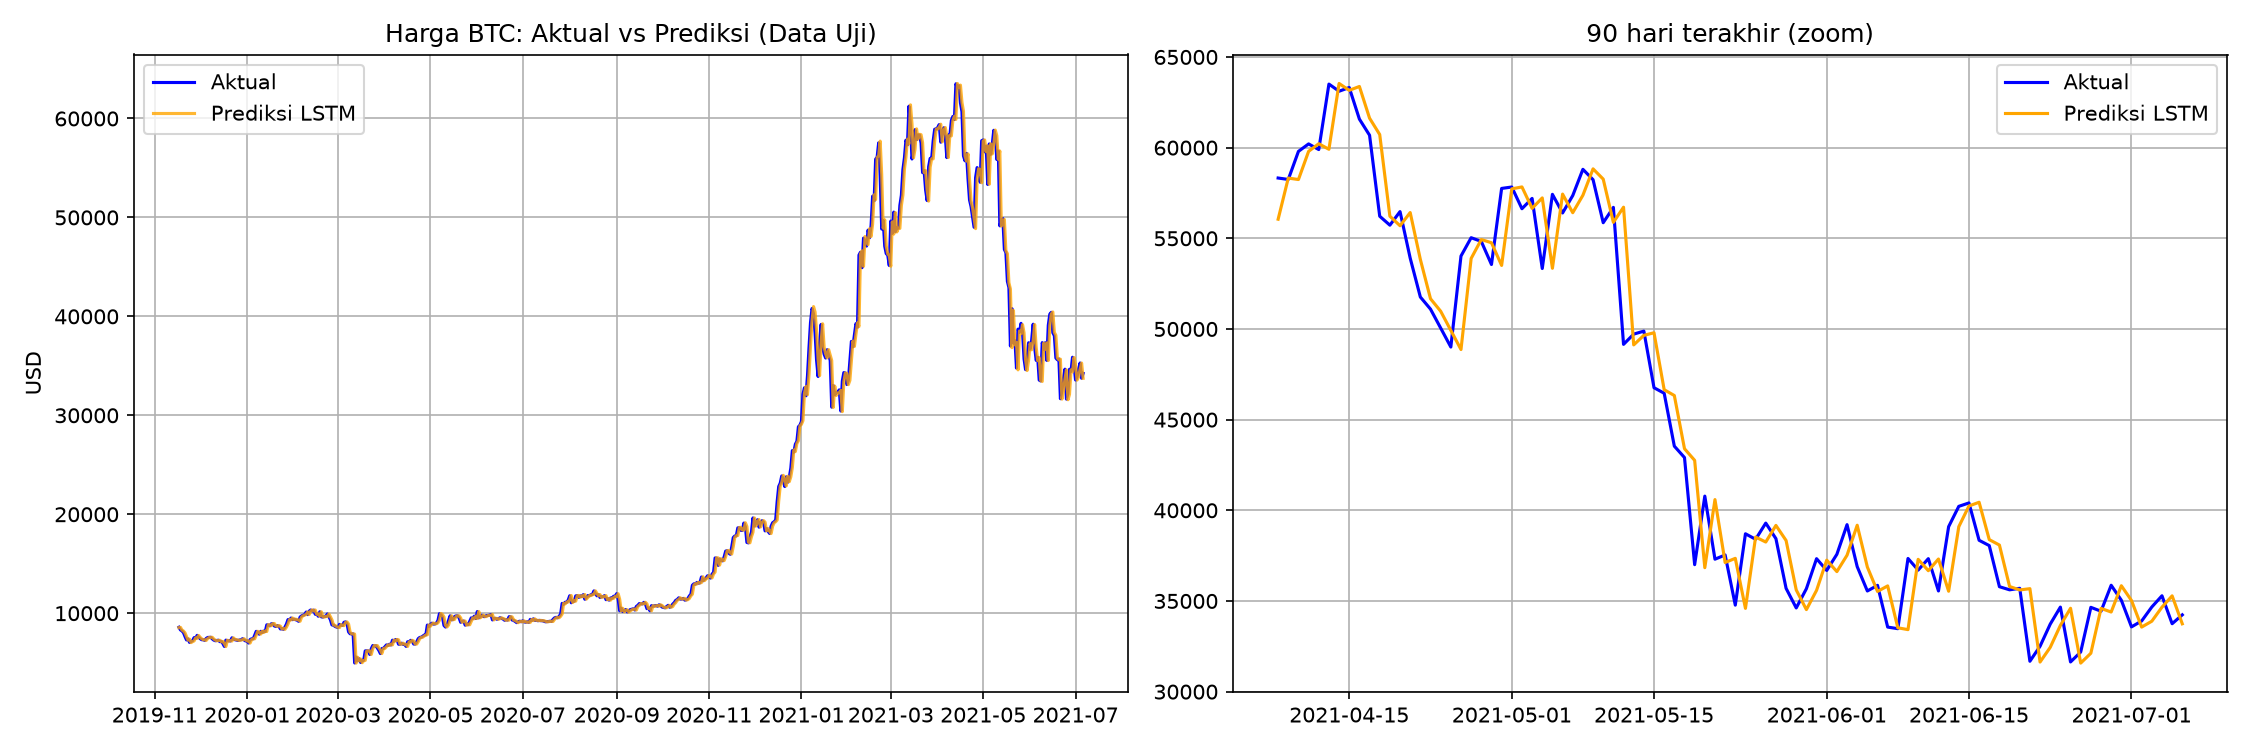 Harga BTC: Aktual vs Prediksi (Data Uji)
Aktual
Prediksi LSTM
USD
60000
50000
40000
30000
20000
10000
2019-11 2020-01 2020-03 2020-05 2020-07 2020-09 2020-11 2021-01 2021-03 2021-05 2021-07
90 hari terakhir (zoom)
Aktual
Prediksi LSTM
65000
60000
55000
50000
45000
40000
35000
30000
2021-04-15 2021-05-01 2021-05-15 2021-06-01 2021-06-15 2021-07-01